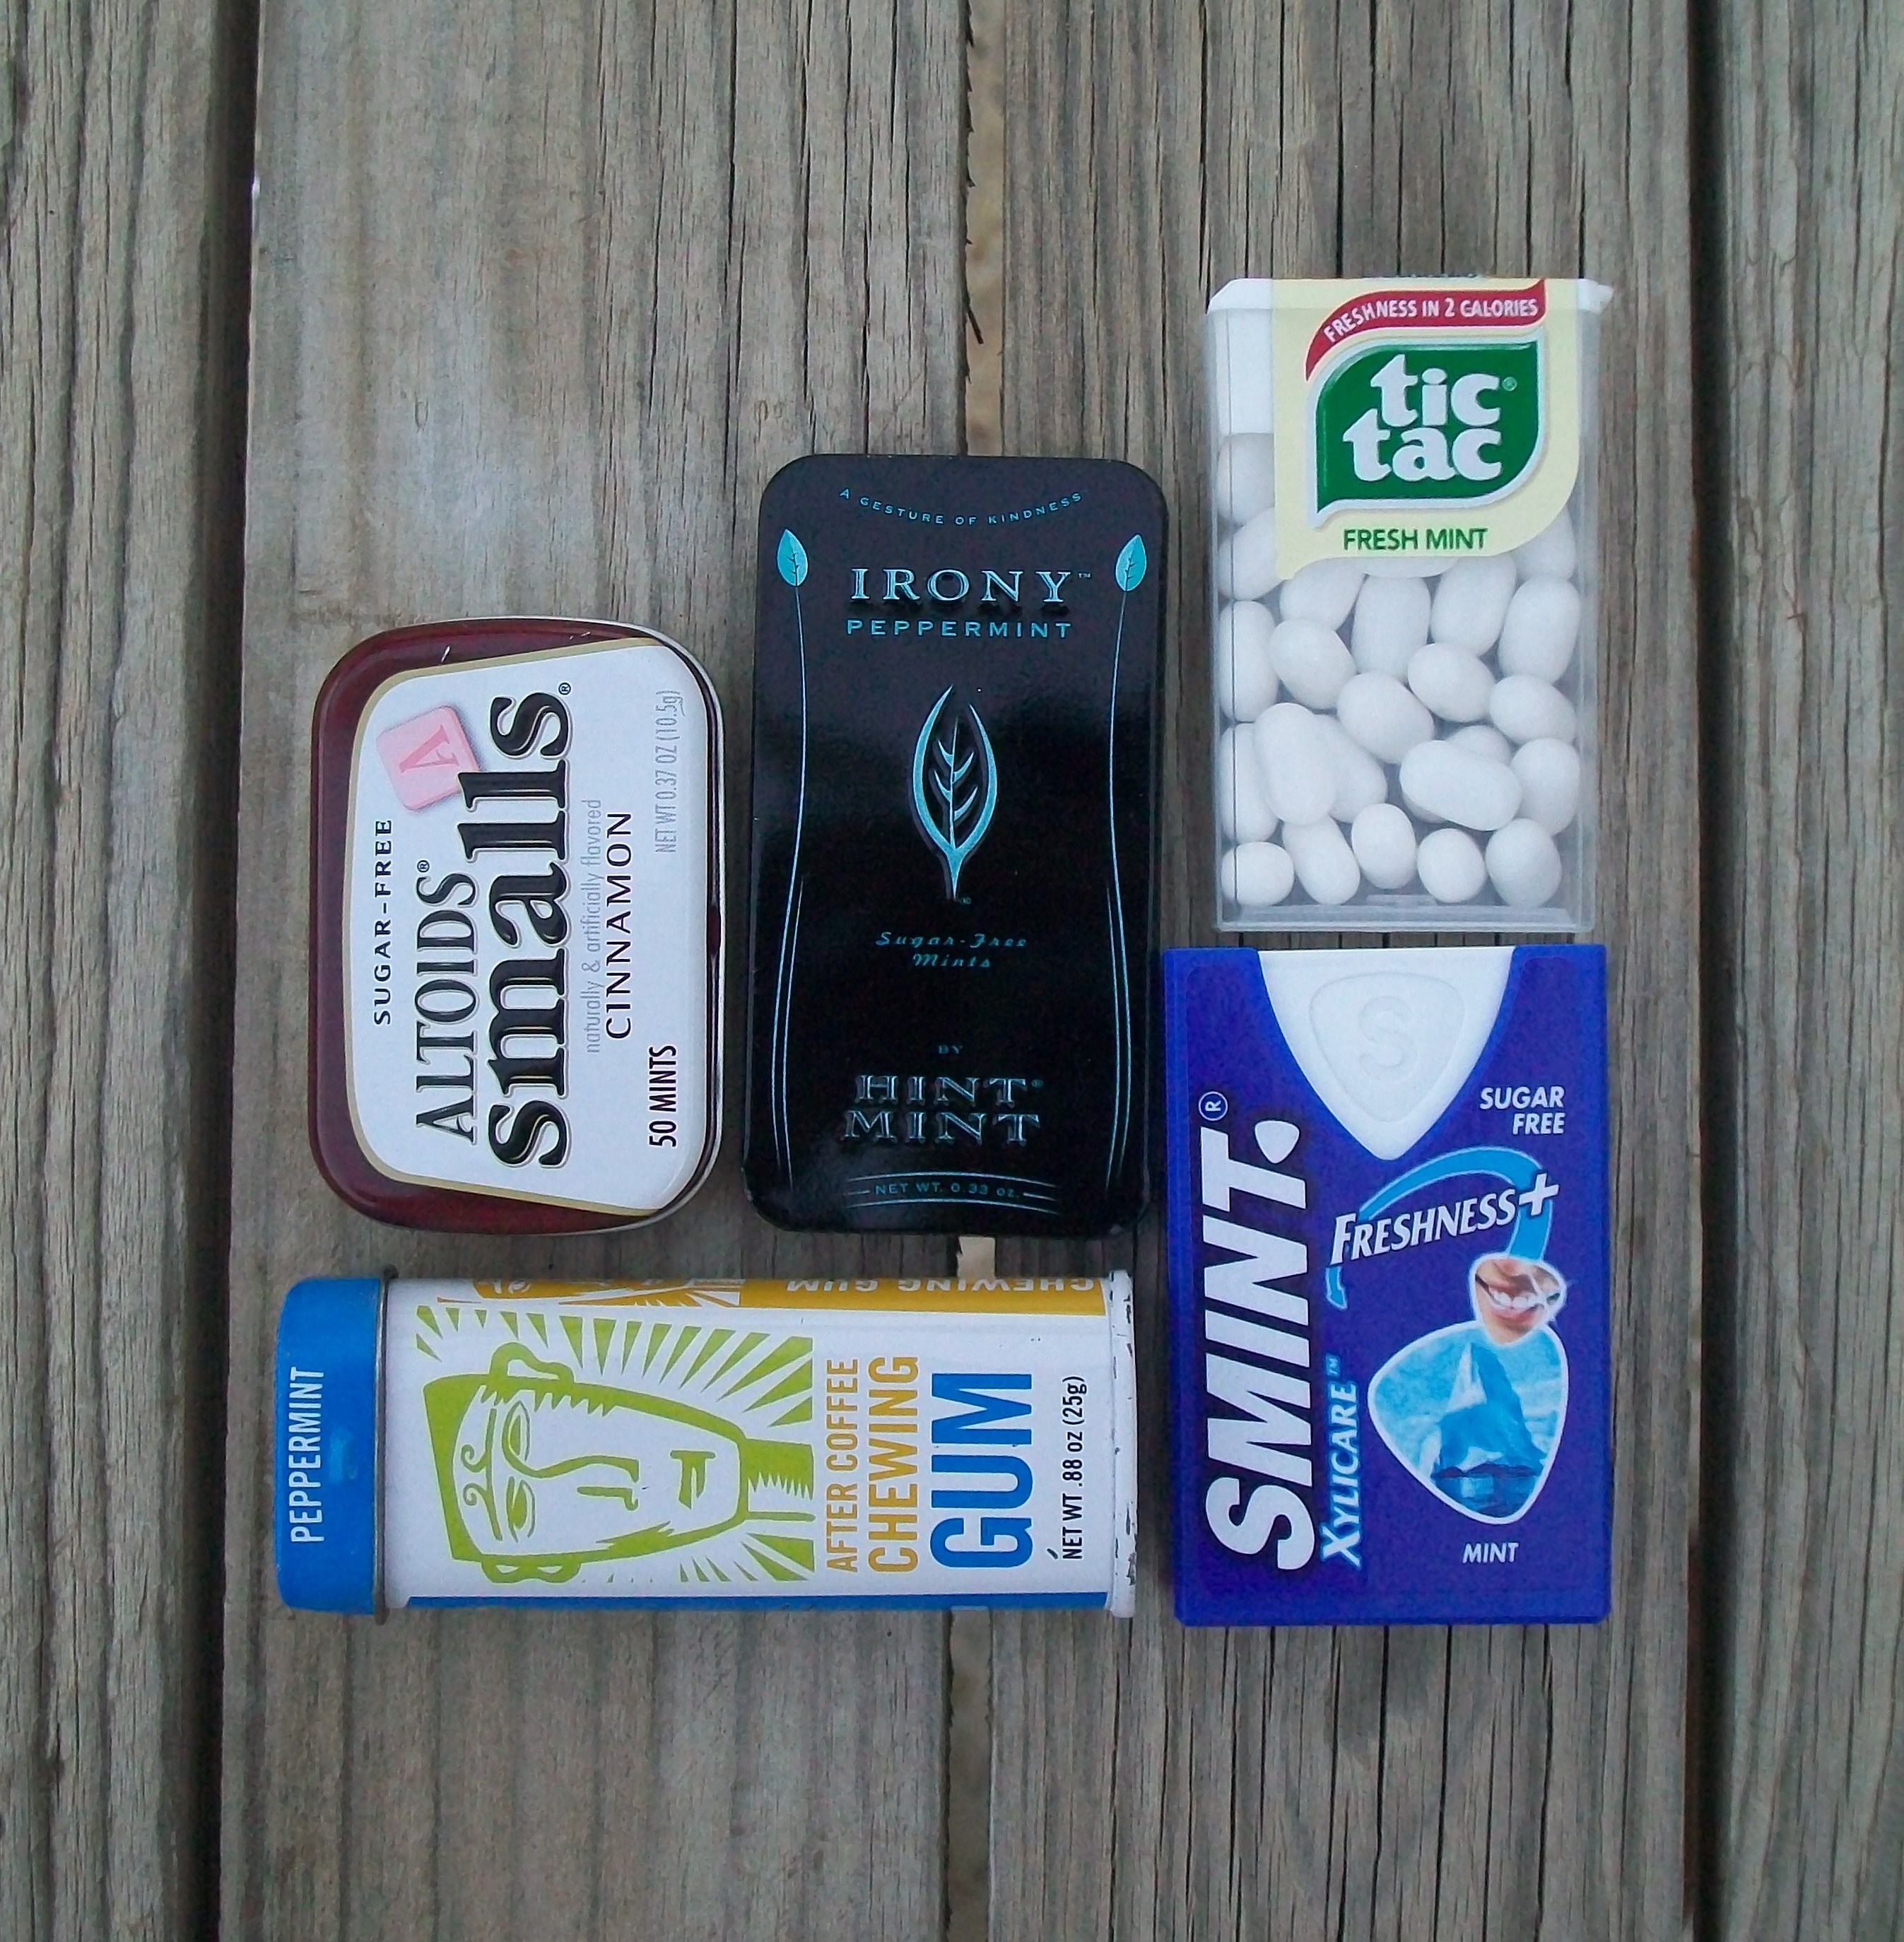 SUGAR-FREE
ALTOIDS®
smalls®
naturally & artificially flavored
CINNAMON
50 MINTS NET WT 0.37 OZ (10.5g)
A
A GESTURE OF KINDNESS
IRONY™
PEPPERMINT
Sugar-Free
Mints
BY
HINT®
MINT
NET WT. 0.33 oz.
FRESHNESS IN 2 CALORIES
tic®
tac
FRESH MINT
PEPPERMINT
CHEWING GUM
AFTER COFFEE
CHEWING
GUM
NET WT .88 oz (25g)
S
SMINT®
XYLICARE™
SUGAR
FREE
FRESHNESS+
MINT